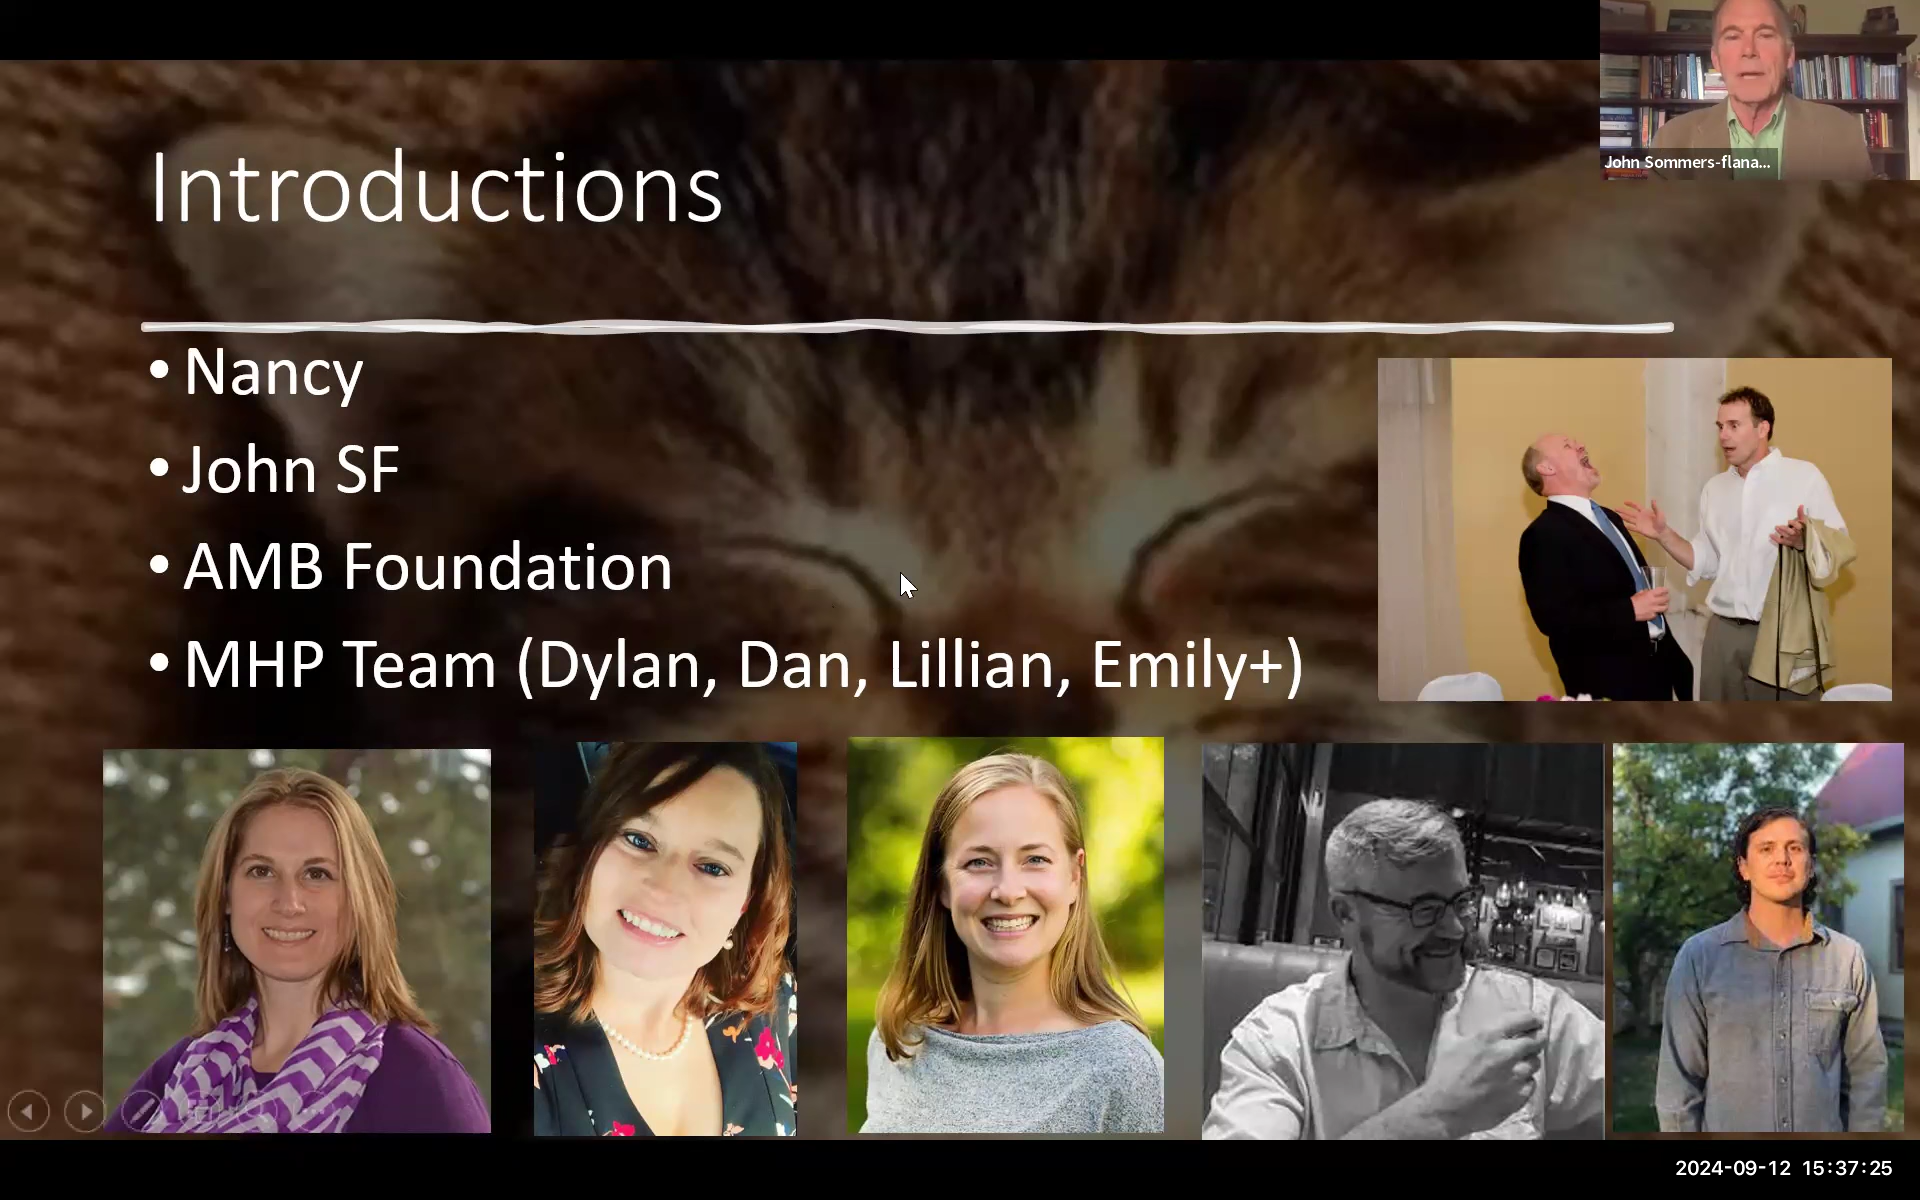 John Sommers-flana...
Introductions
• Nancy
• John SF
• AMB Foundation
• MHP Team (Dylan, Dan, Lillian, Emily+)
2024-09-12 15:37:25